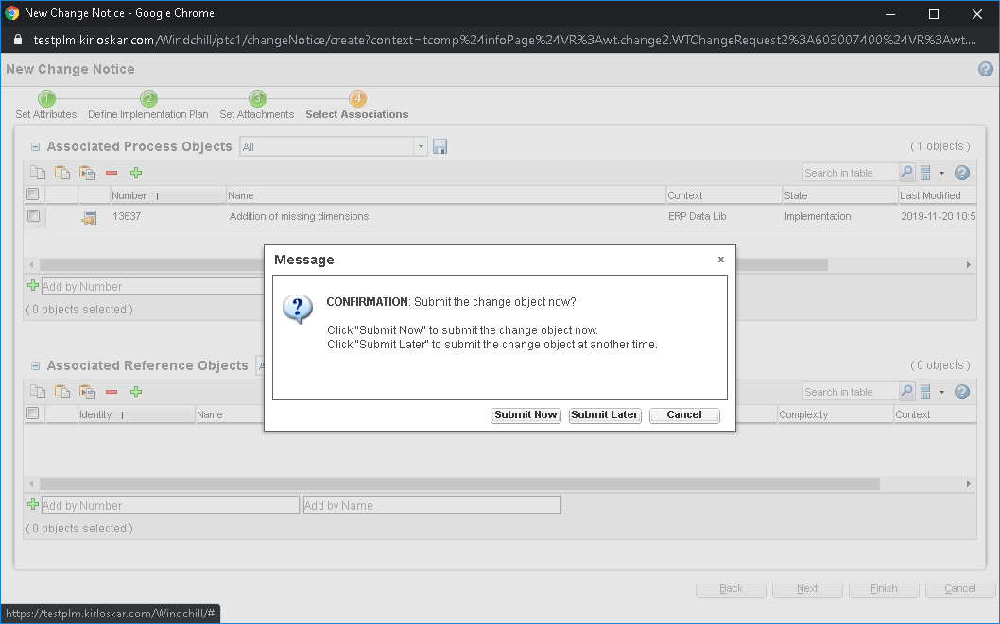 New Change Notice - Google Chrome
testplm.kirloskar.com/Windchill/ptc1/changeNotice/create?context=tcomp%24infoPage%24VR%3Awt.change2.WTChangeRequest2%3A603007400%24VR%3Awt....
New Change Notice
1 2 3 4
Set Attributes Define Implementation Plan Set Attachments Select Associations
Associated Process Objects All ( 1 objects )
Search in table
Number ↑ Name Context State Last Modified
13637 Addition of missing dimensions ERP Data Lib Implementation 2019-11-20 10:5
Message x
Add by Number
CONFIRMATION: Submit the change object now?
( 0 objects selected )
Click "Submit Now" to submit the change object now.
Click "Submit Later" to submit the change object at another time.
Associated Reference Objects ( 0 objects )
Search in table
Identity ↑ Name Complexity Context
Submit Now Submit Later Cancel
Add by Number Add by Name
( 0 objects selected )
Back Next Finish Cancel
https://testplm.kirloskar.com/Windchill/#